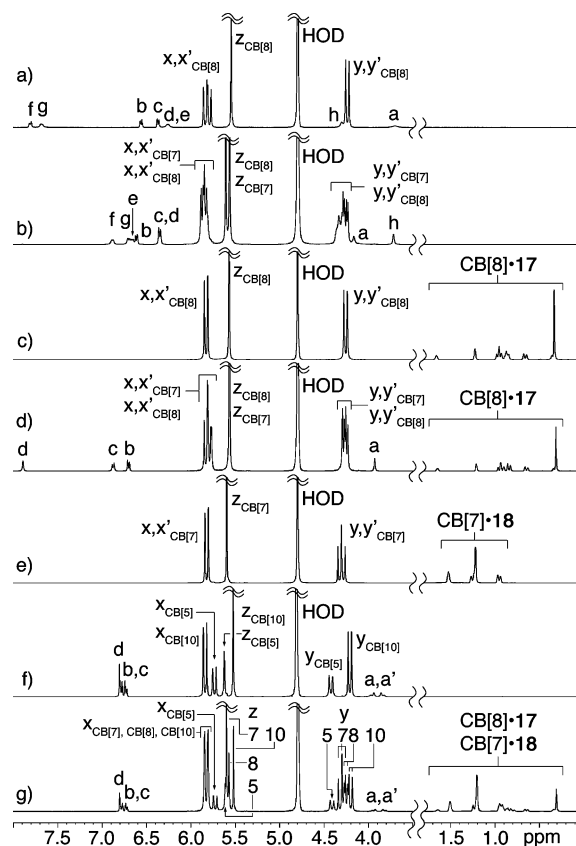 a)
f g
b c d,e
x,x'CB[8]
zCB[8]
HOD
h
y,y'CB[8]
a
b)
f g e b c,d
x,x'CB[7]
x,x'CB[8]
zCB[8]
zCB[7]
HOD
y,y'CB[7]
y,y'CB[8]
a
h
c)
x,x'CB[8]
zCB[8]
HOD
y,y'CB[8]
CB[8]•17
d)
d c b
x,x'CB[7]
x,x'CB[8]
zCB[8]
zCB[7]
HOD
y,y'CB[7]
y,y'CB[8]
a
CB[8]•17
e)
x,x'CB[7]
zCB[7]
HOD
y,y'CB[7]
CB[7]•18
f)
d b,c
xCB[5]
xCB[10]
zCB[10]
zCB[5]
HOD
yCB[5]
yCB[10]
a,a'
g)
d b,c
xCB[5]
xCB[7], CB[8], CB[10]
z
7 10
8
5
y
5 7 8 10
a,a'
CB[8]•17
CB[7]•18
7.5 7.0 6.5 6.0 5.5 5.0 4.5 4.0 1.5 1.0 ppm